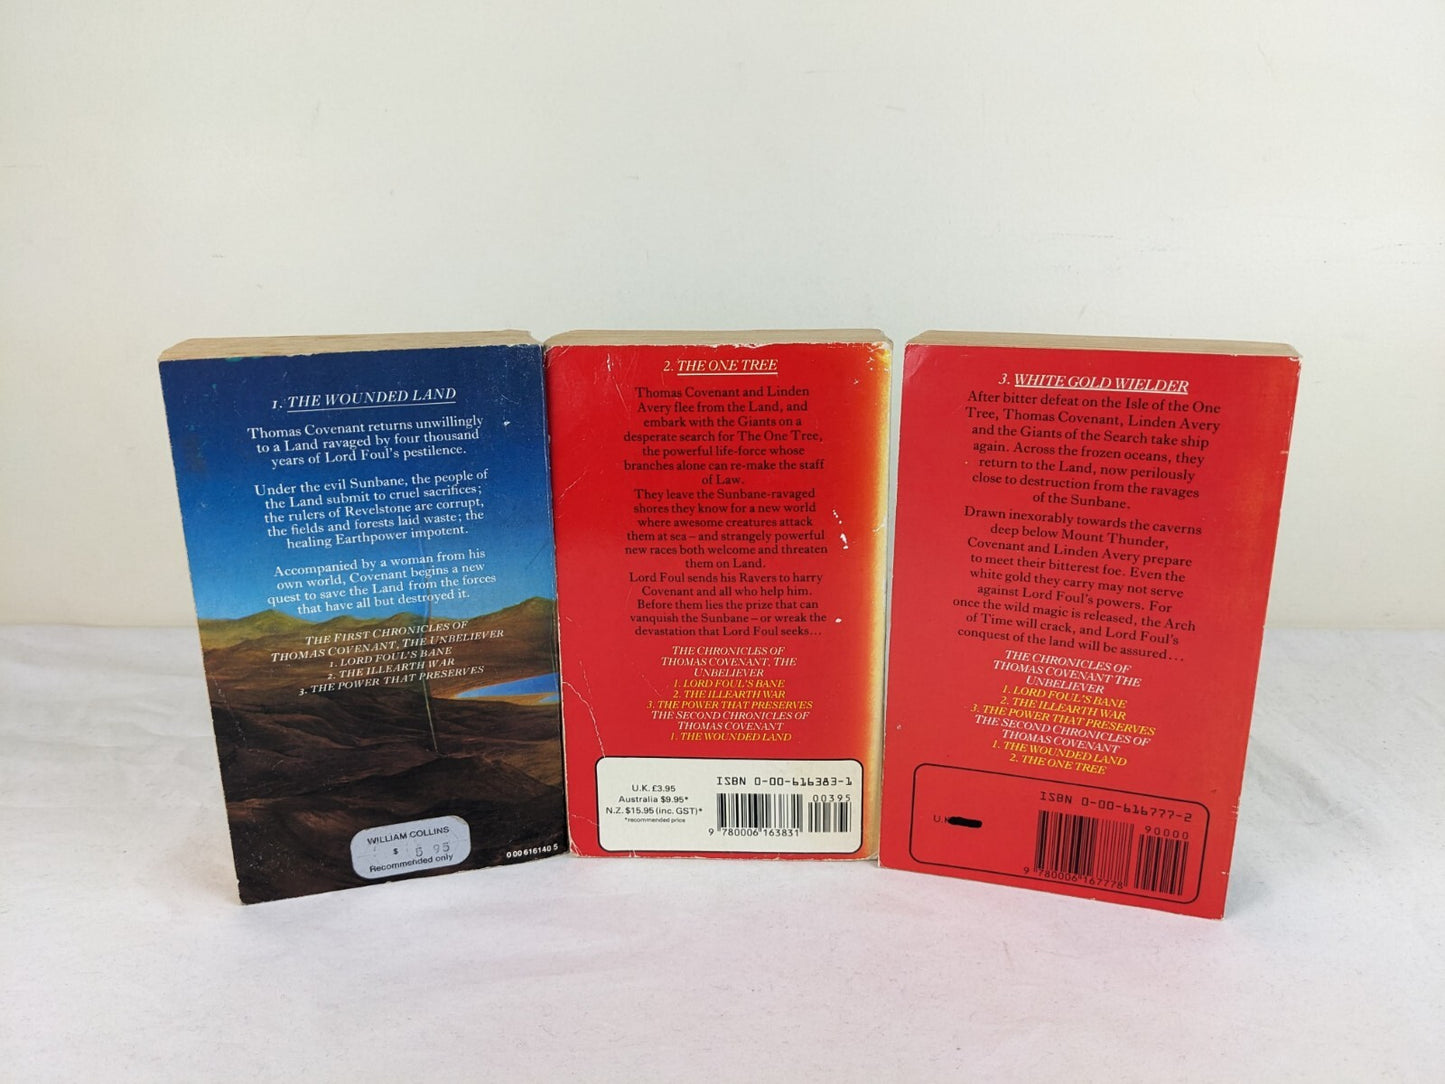 1. THE WOUNDED LAND
Thomas Covenant returns unwillingly
to a Land ravaged by four thousand
years of Lord Foul's pestilence.
Under the evil Sunbane, the people of
the Land submit to cruel sacrifices;
the rulers of Revelstone are corrupt,
the fields and forests laid waste; the
healing Earthpower impotent.
Accompanied by a woman from his
own world, Covenant begins a new
quest to save the Land from the forces
that have all but destroyed it.
THE FIRST CHRONICLES OF
THOMAS COVENANT, THE UNBELIEVER
1. LORD FOUL'S BANE
2. THE ILLEARTH WAR
3. THE POWER THAT PRESERVES
WILLIAM COLLINS
$ 5 95
Recommended only
0 00 616140 5
2. THE ONE TREE
Thomas Covenant and Linden
Avery flee from the Land, and
embark with the Giants on a
desperate search for The One Tree,
the powerful life-force whose
branches alone can re-make the staff
of Law.
They leave the Sunbane-ravaged
shores they know for a new world
where awesome creatures attack
them at sea – and strangely powerful
new races both welcome and threaten
them on Land.
Lord Foul sends his Ravers to harry
Covenant and all who help him.
Before them lies the prize that can
vanquish the Sunbane – or wreak the
devastation that Lord Foul seeks...
THE CHRONICLES OF
THOMAS COVENANT, THE
UNBELIEVER
1. LORD FOUL'S BANE
2. THE ILLEARTH WAR
3. THE POWER THAT PRESERVES
THE SECOND CHRONICLES OF
THOMAS COVENANT
1. THE WOUNDED LAND
U.K. £3.95
Australia $9.95*
N.Z. $15.95 (inc. GST)*
*recommended price
ISBN 0-00-616383-1
00395
9 780006 163831
3. WHITE GOLD WIELDER
After bitter defeat on the Isle of the One
Tree, Thomas Covenant, Linden Avery
and the Giants of the Search take ship
again. Across the frozen oceans, they
return to the Land, now perilously
close to destruction from the ravages
of the Sunbane.
Drawn inexorably towards the caverns
deep below Mount Thunder,
Covenant and Linden Avery prepare
to meet their bitterest foe. Even the
white gold they carry may not serve
against Lord Foul's powers. For
once the wild magic is released, the Arch
of Time will crack, and Lord Foul's
conquest of the land will be assured...
THE CHRONICLES OF
THOMAS COVENANT THE
UNBELIEVER
1. LORD FOUL'S BANE
2. THE ILLEARTH WAR
3. THE POWER THAT PRESERVES
THE SECOND CHRONICLES OF
THOMAS COVENANT
1. THE WOUNDED LAND
2. THE ONE TREE
ISBN 0-00-616777-2
90000
9 780006 167778